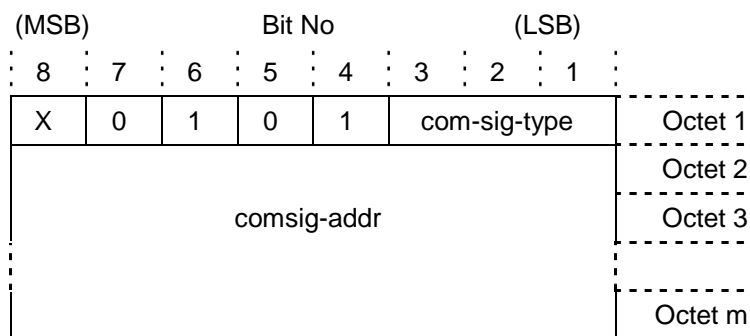 (MSB) Bit No (LSB)
8 7 6 5 4 3 2 1
X 0 1 0 1 com-sig-type Octet 1
Octet 2
comsig-addr Octet 3
Octet m